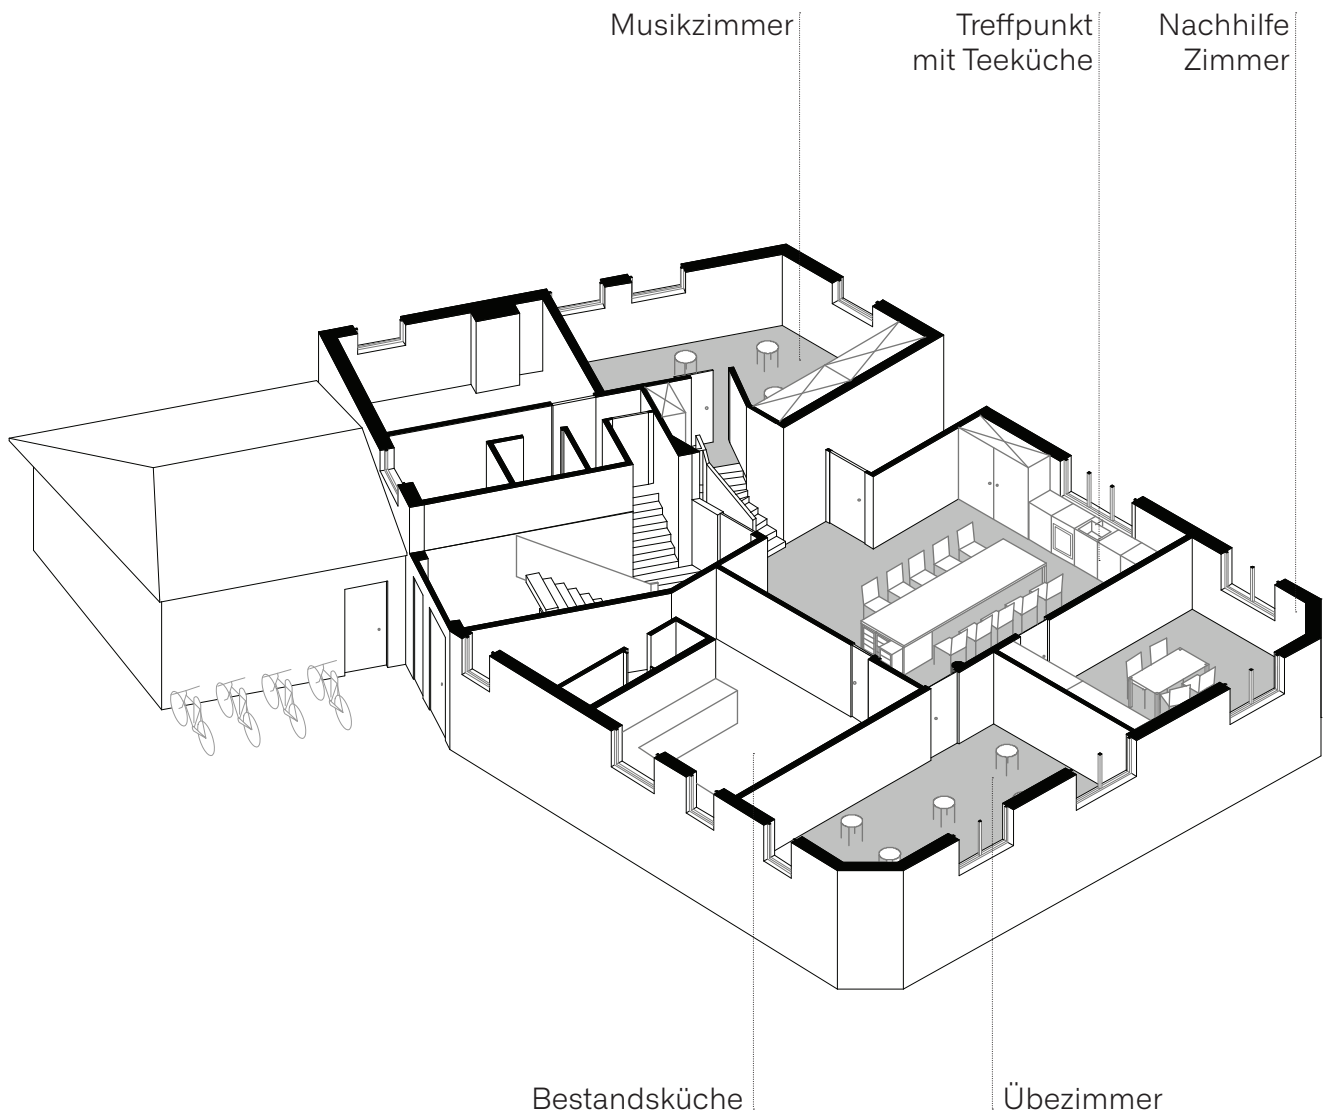 Musikzimmer
Treffpunkt
mit Teeküche
Nachhilfe
Zimmer
Bestandsküche
Übezimmer